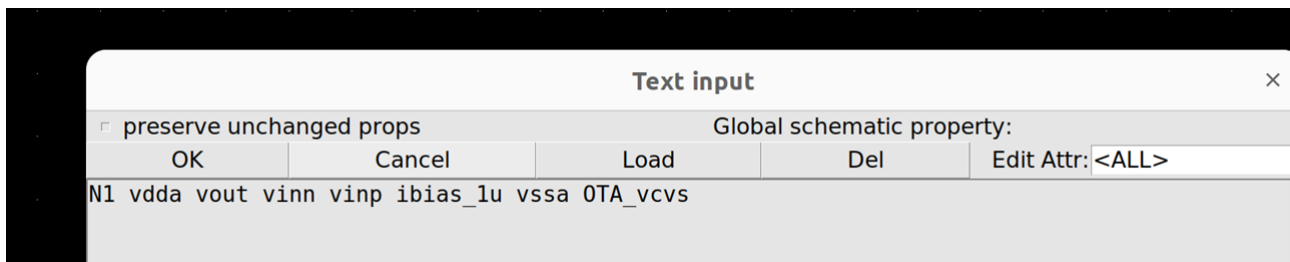 Text input ×
preserve unchanged props Global schematic property:
OK Cancel Load Del Edit Attr: <ALL>
N1 vdda vout vinn vinp ibias_1u vssa OTA_vcvs